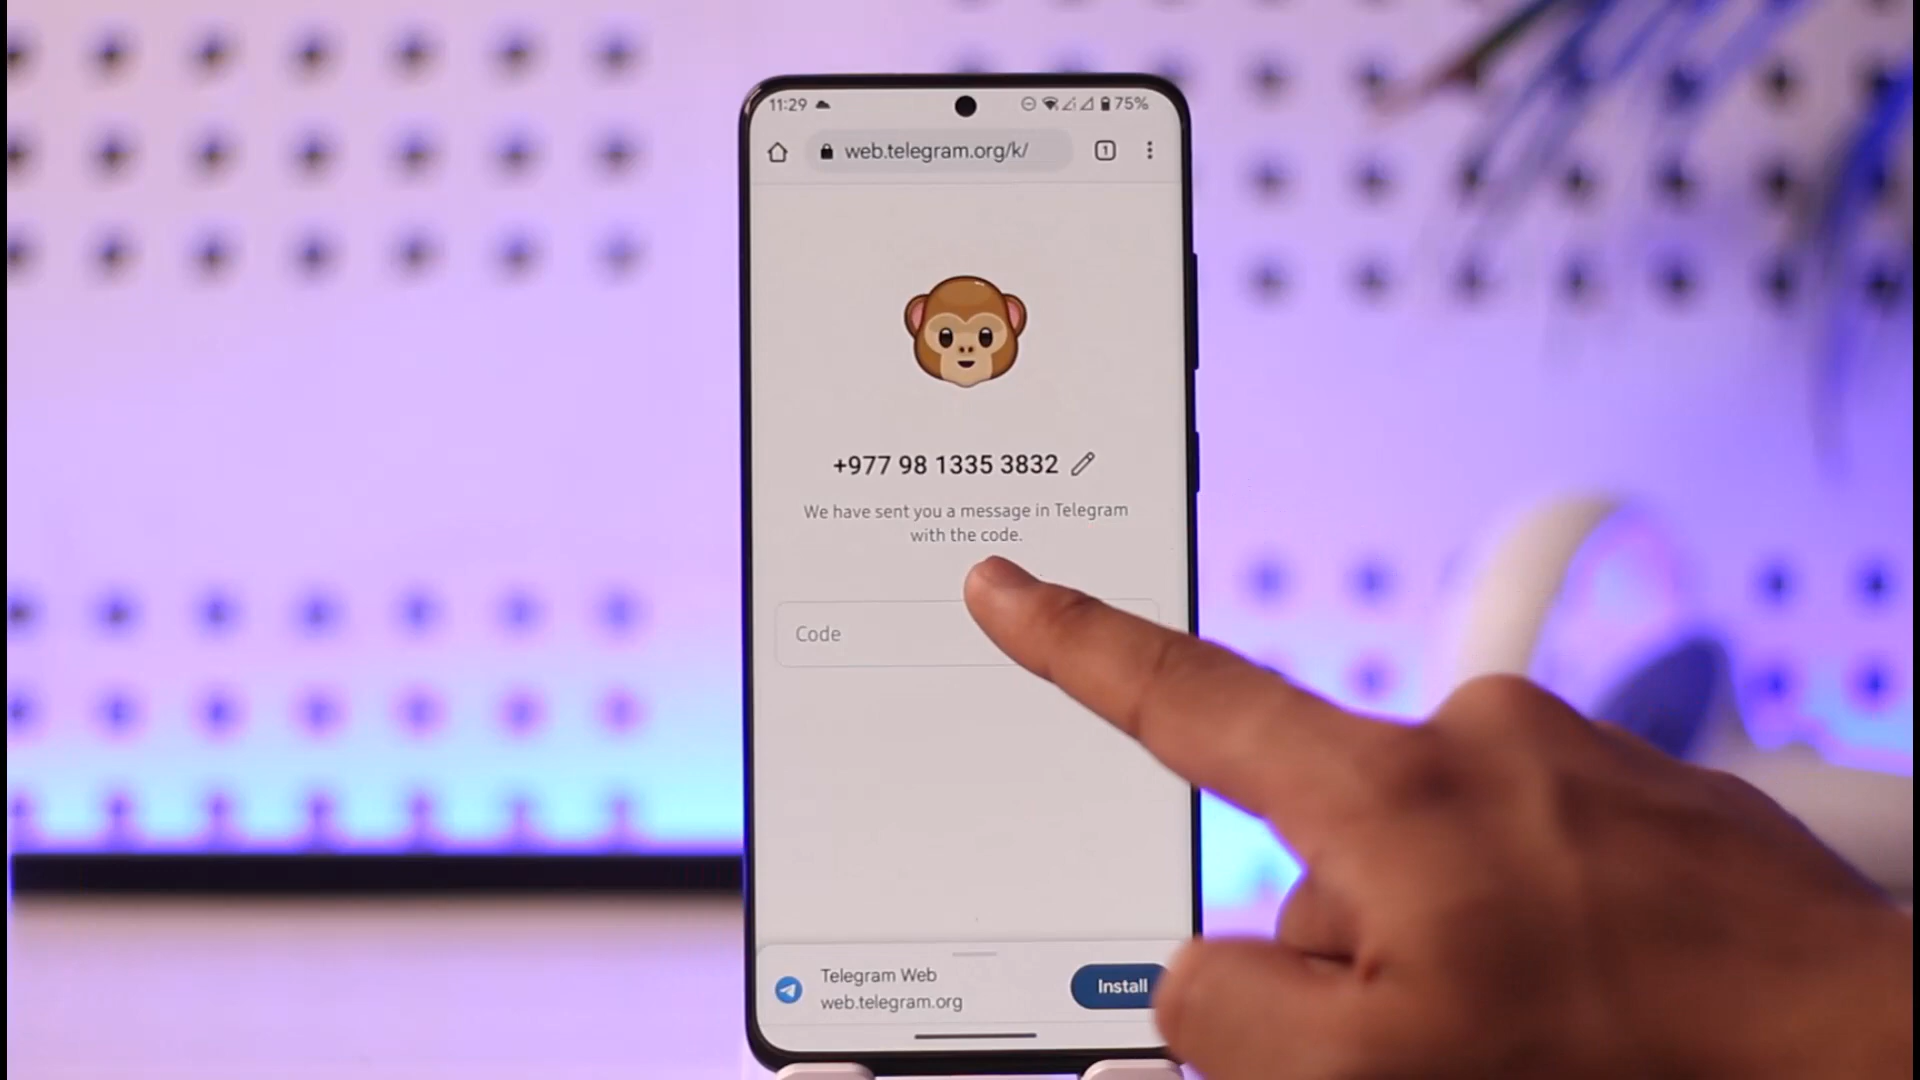 11:29 75%
web.telegram.org/k/ 1
+977 98 1335 3832
We have sent you a message in Telegram
with the code.
Code
Telegram Web
web.telegram.org
Install